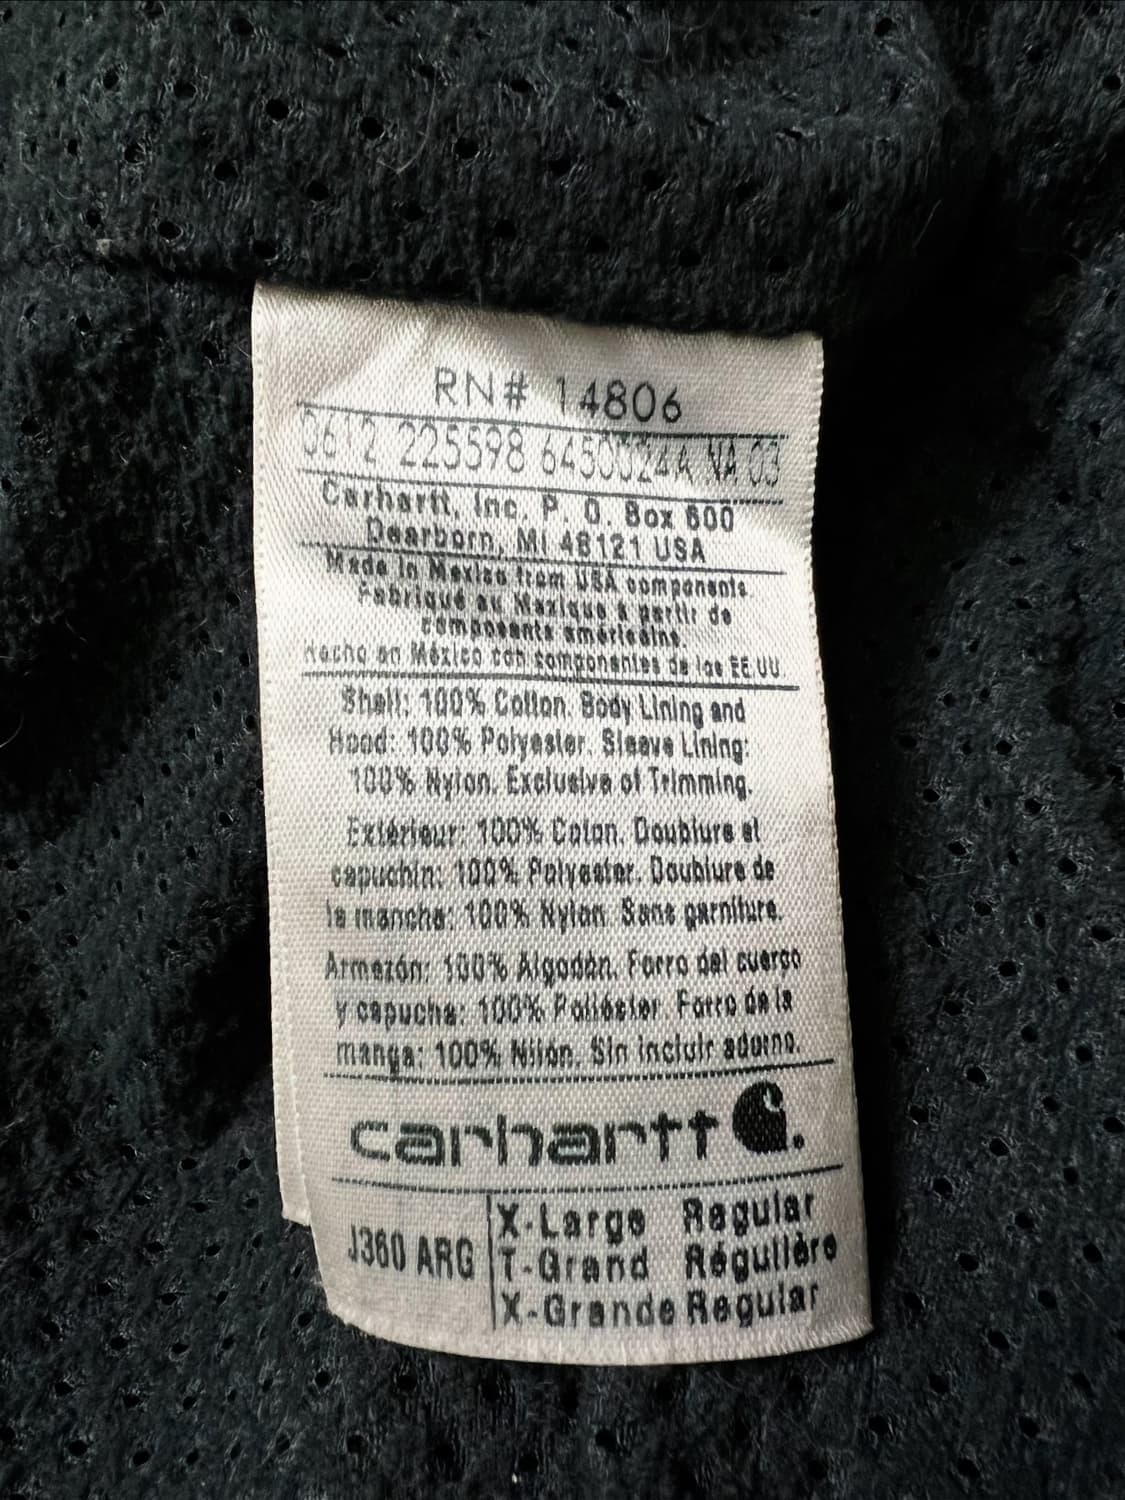 RN# 14806
0612 225598 6450024A NA 03
Carhartt, Inc, P. O. Box 600
Dearborn, MI 48121 USA
Made in Mexico from USA components
Fabriqué au Mexique à partir de
composants américains.
Hecho en México con componentes de los EE.UU.
Shell: 100% Cotton. Body Lining and
Hood: 100% Polyester. Sleeve Lining:
100% Nylon. Exclusive of Trimming.
Extérieur: 100% Coton. Doublure et
capuchin: 100% Polyester. Doublure de
la manche: 100% Nylon. Sans garniture.
Armazón: 100% Algodón. Forro del cuerpo
y capucha: 100% Poliéster. Forro de la
manga: 100% Nilón. Sin incluir adorno.
carhartt
J360 ARG
X-Large Regular
T-Grand Régulière
X-Grande Regular